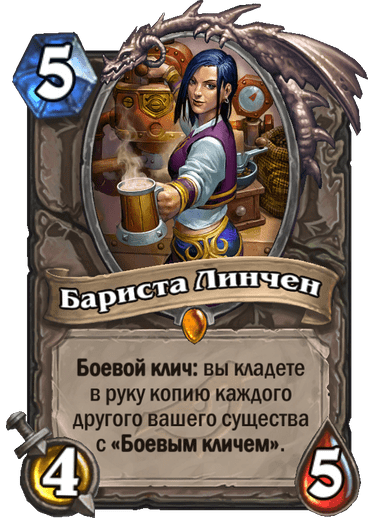 5
Бариста Линчен
Боевой клич: вы кладете
в руку копию каждого
другого вашего существа
с «Боевым кличем».
4
5